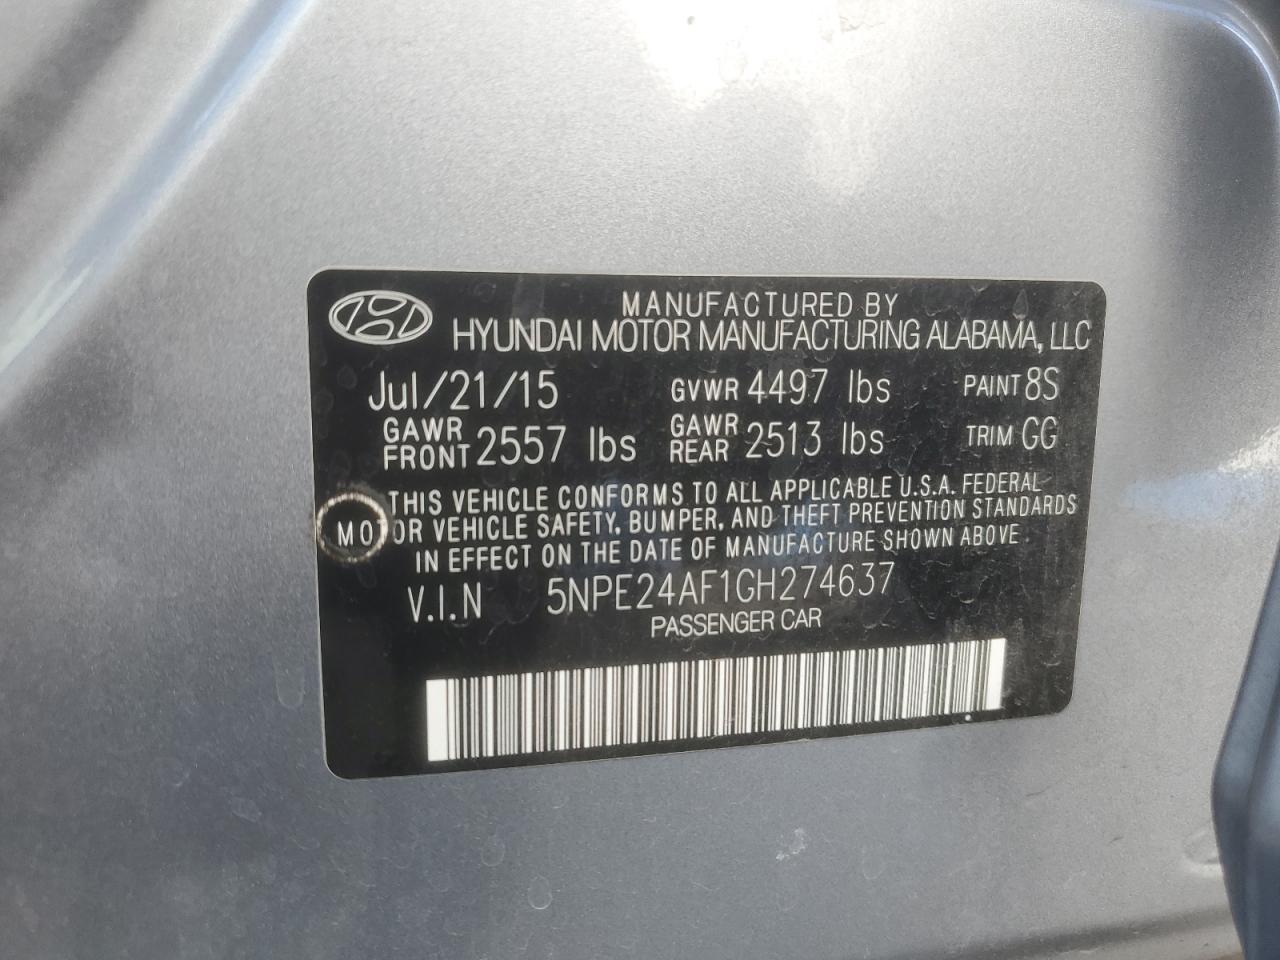 MANUFACTURED BY
HYUNDAI MOTOR MANUFACTURING ALABAMA, LLC
Jul/21/15 GVWR 4497 lbs PAINT 8S
GAWR FRONT 2557 lbs GAWR REAR 2513 lbs TRIM GG
THIS VEHICLE CONFORMS TO ALL APPLICABLE U.S.A. FEDERAL
MOTOR VEHICLE SAFETY, BUMPER, AND THEFT PREVENTION STANDARDS
IN EFFECT ON THE DATE OF MANUFACTURE SHOWN ABOVE.
V.I.N 5NPE24AF1GH274637
PASSENGER CAR